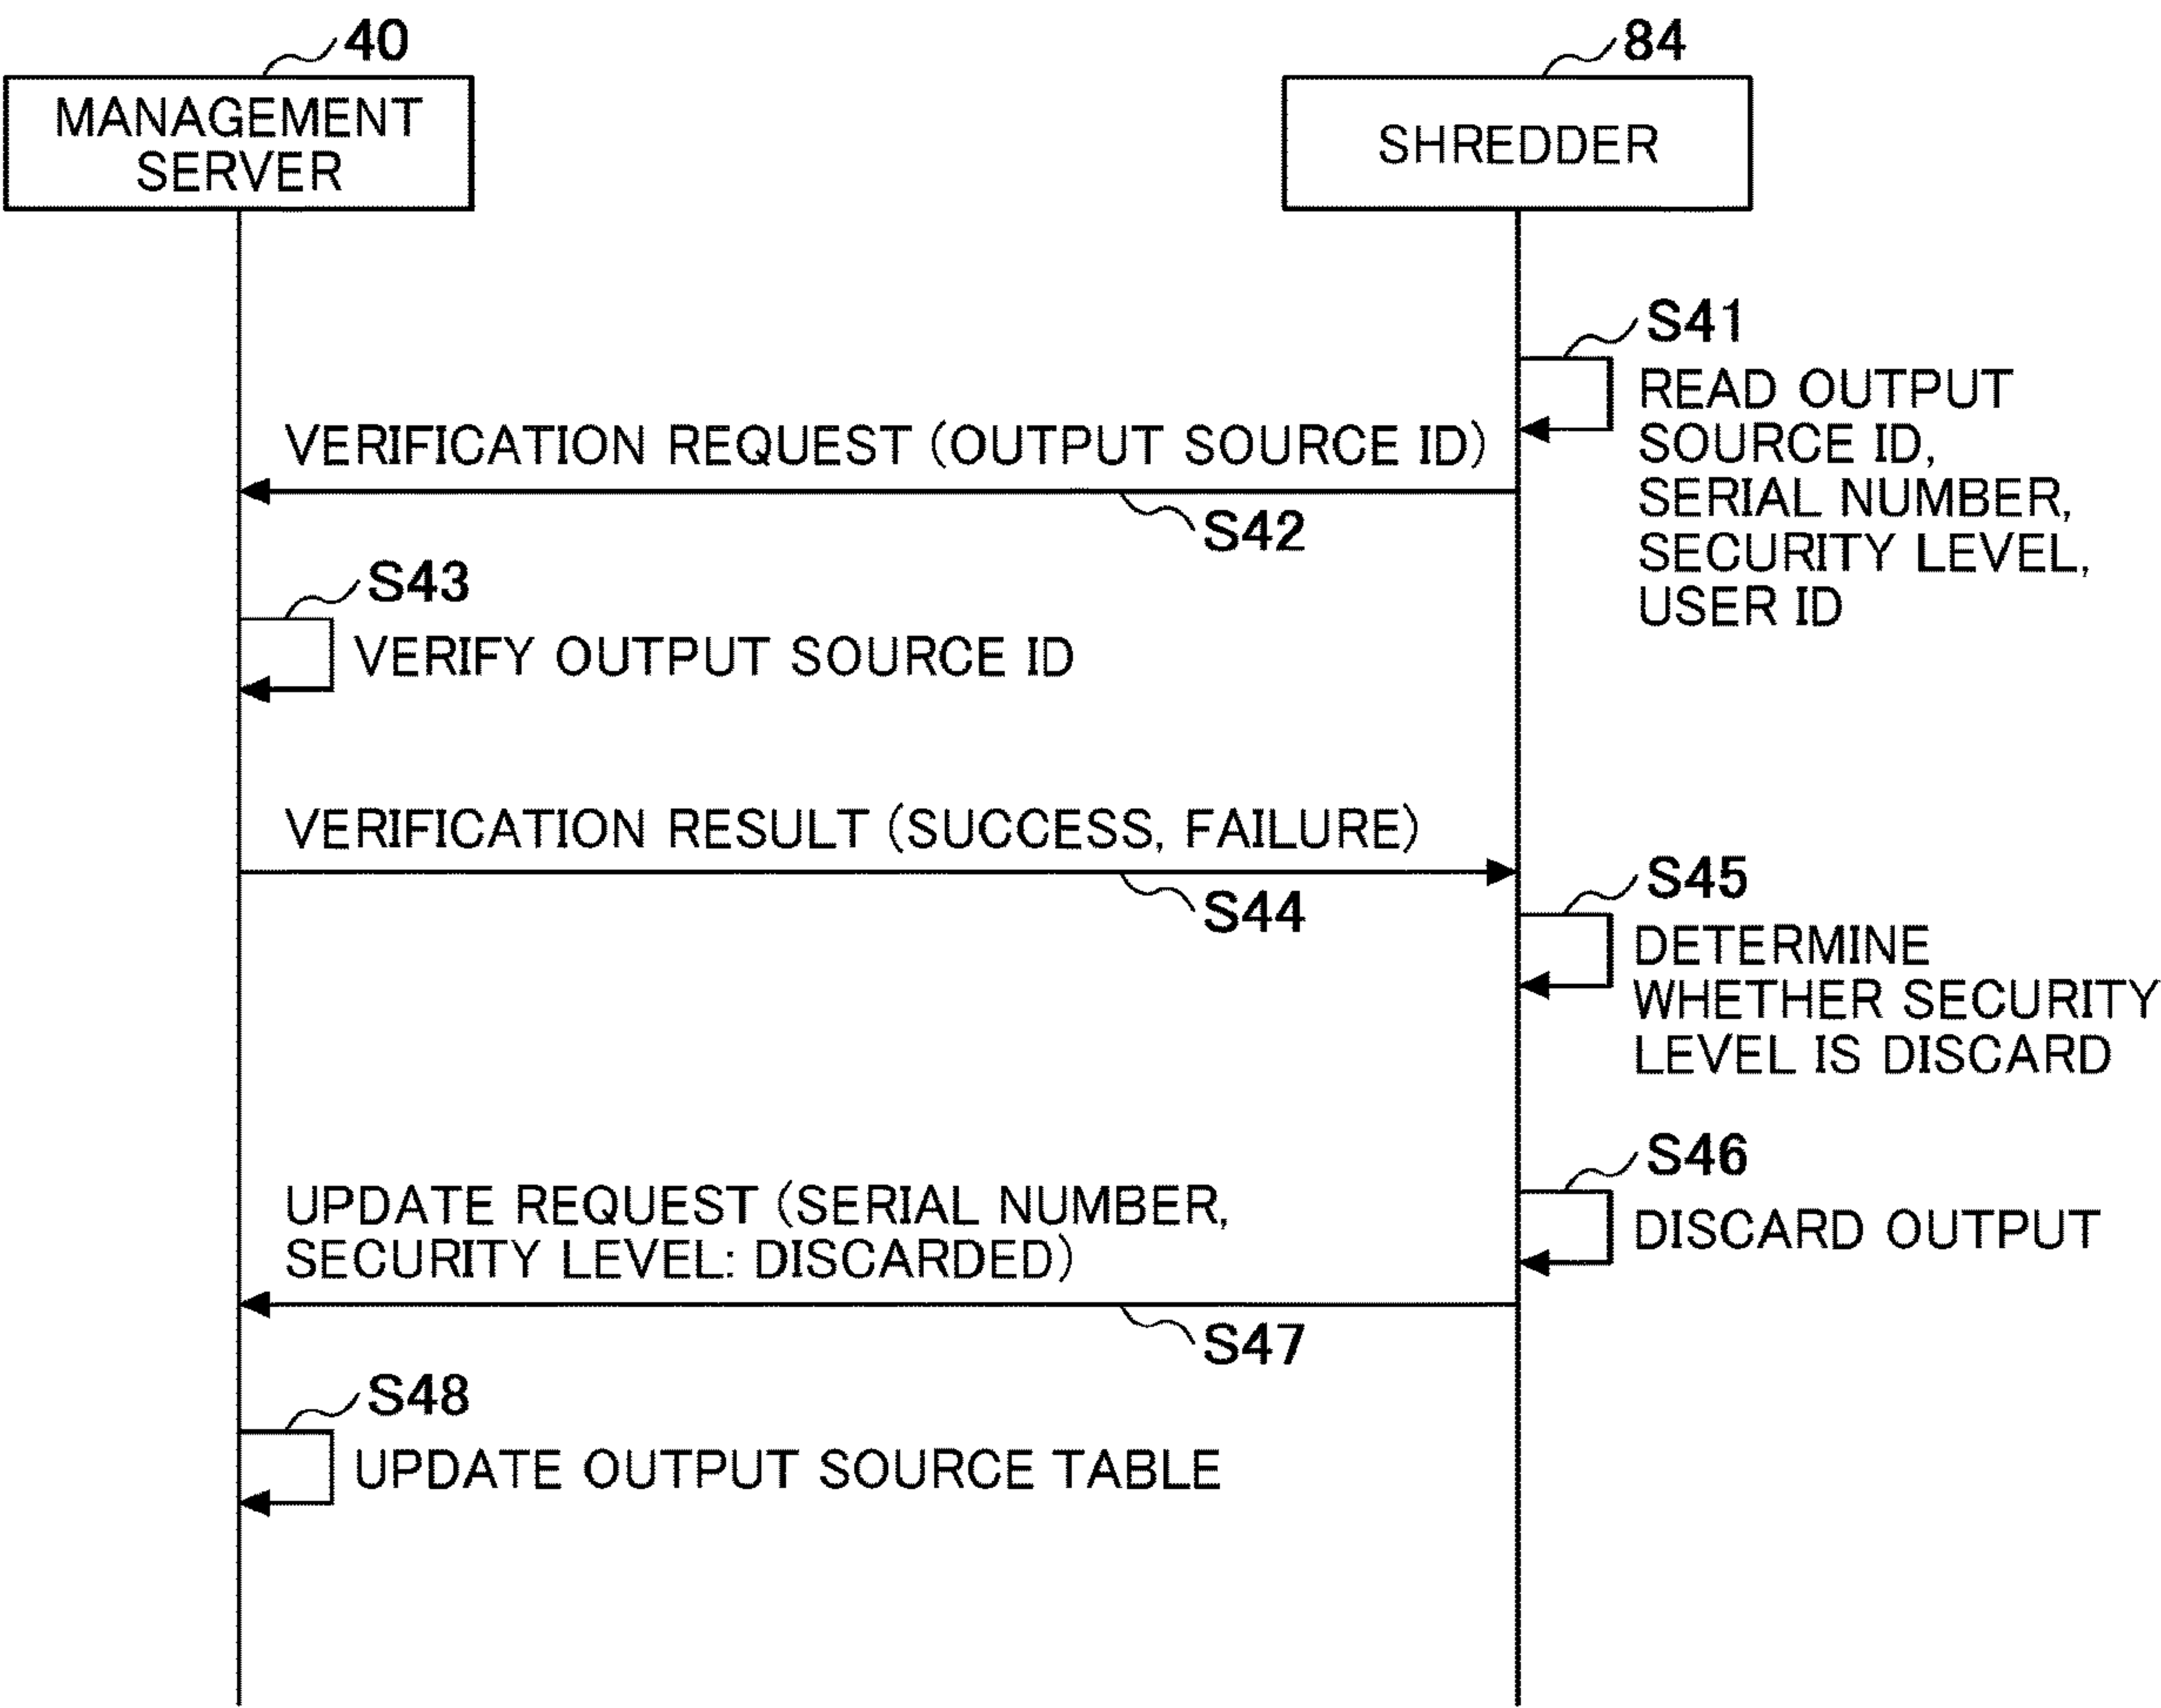 40
84
MANAGEMENT
SERVER
SHREDDER
S41
READ OUTPUT
SOURCE ID,
SERIAL NUMBER,
SECURITY LEVEL,
USER ID
VERIFICATION REQUEST (OUTPUT SOURCE ID)
S42
S43
VERIFY OUTPUT SOURCE ID
VERIFICATION RESULT (SUCCESS, FAILURE)
S44
S45
DETERMINE
WHETHER SECURITY
LEVEL IS DISCARD
S46
DISCARD OUTPUT
UPDATE REQUEST (SERIAL NUMBER,
SECURITY LEVEL: DISCARDED)
S47
S48
UPDATE OUTPUT SOURCE TABLE